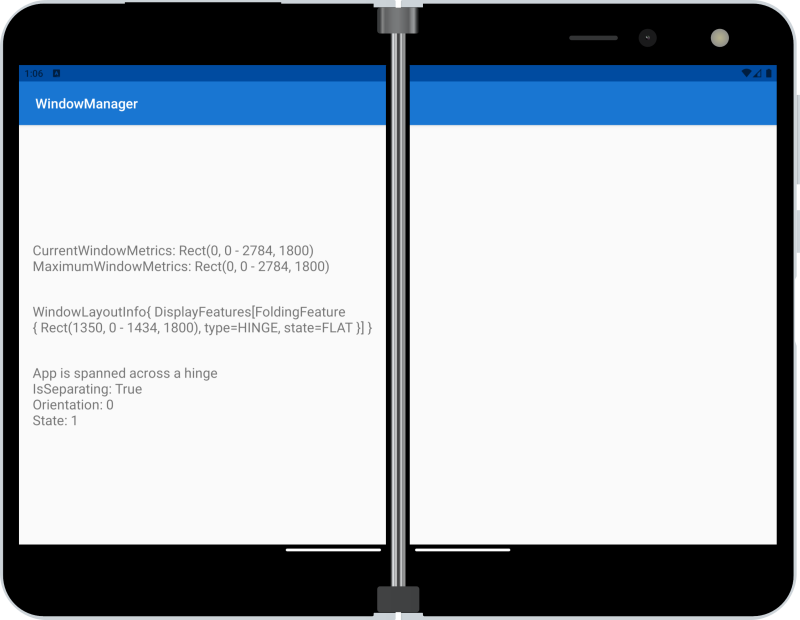 1:06
WindowManager
CurrentWindowMetrics: Rect(0, 0 - 2784, 1800)
MaximumWindowMetrics: Rect(0, 0 - 2784, 1800)
WindowLayoutInfo{ DisplayFeatures[FoldingFeature
{ Rect(1350, 0 - 1434, 1800), type=HINGE, state=FLAT }] }
App is spanned across a hinge
IsSeparating: True
Orientation: 0
State: 1